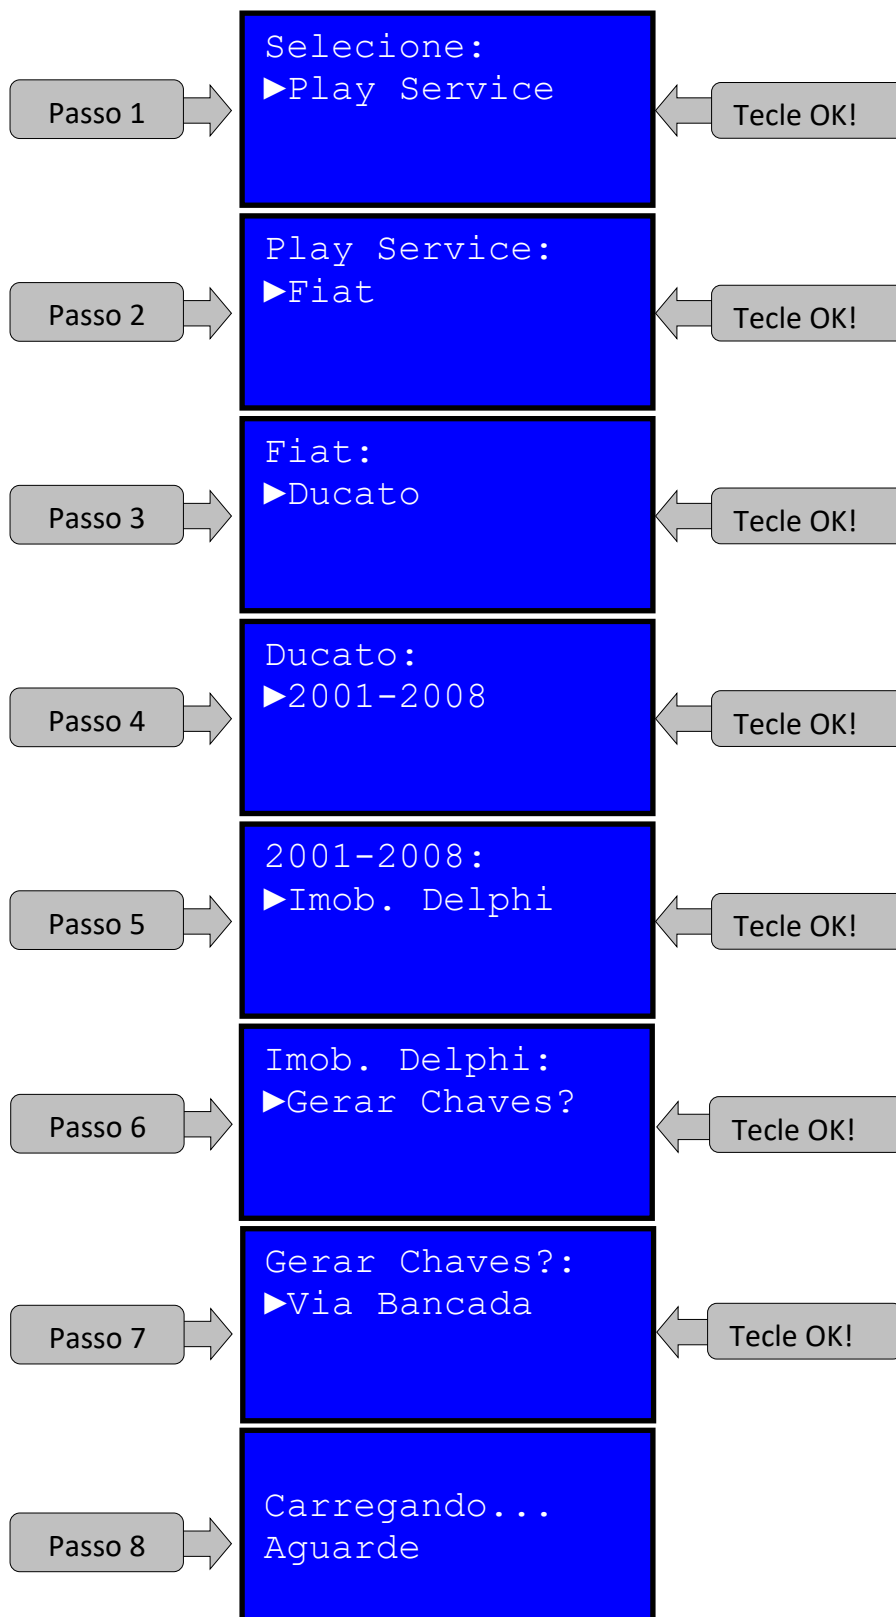 Passo 1
Selecione:
►Play Service
Tecle OK!
Passo 2
Play Service:
►Fiat
Tecle OK!
Passo 3
Fiat:
►Ducato
Tecle OK!
Passo 4
Ducato:
►2001-2008
Tecle OK!
Passo 5
2001-2008:
►Imob. Delphi
Tecle OK!
Passo 6
Imob. Delphi:
►Gerar Chaves?
Tecle OK!
Passo 7
Gerar Chaves?:
►Via Bancada
Tecle OK!
Passo 8
Carregando...
Aguarde